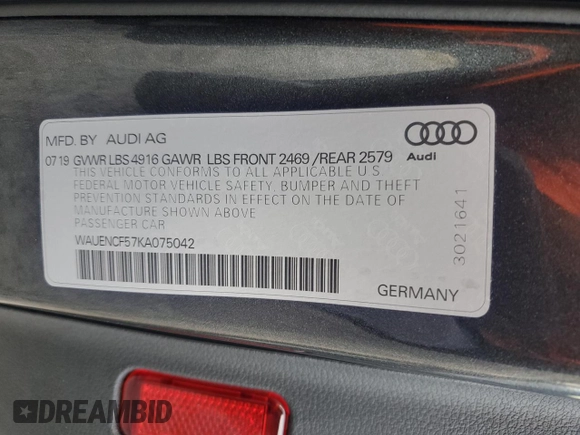 MFD. BY AUDI AG
Audi
07 19 GVWR LBS 4916 GAWR LBS FRONT 2469 /REAR 2579
THIS VEHICLE CONFORMS TO ALL APPLICABLE U S
FEDERAL MOTOR VEHICLE SAFETY, BUMPER AND THEFT
PREVENTION STANDARDS IN EFFECT ON THE DATE OF
MANUFACTURE SHOWN ABOVE
PASSENGER CAR
WAUENCF57KA075042
3021641
GERMANY
DREAMBID